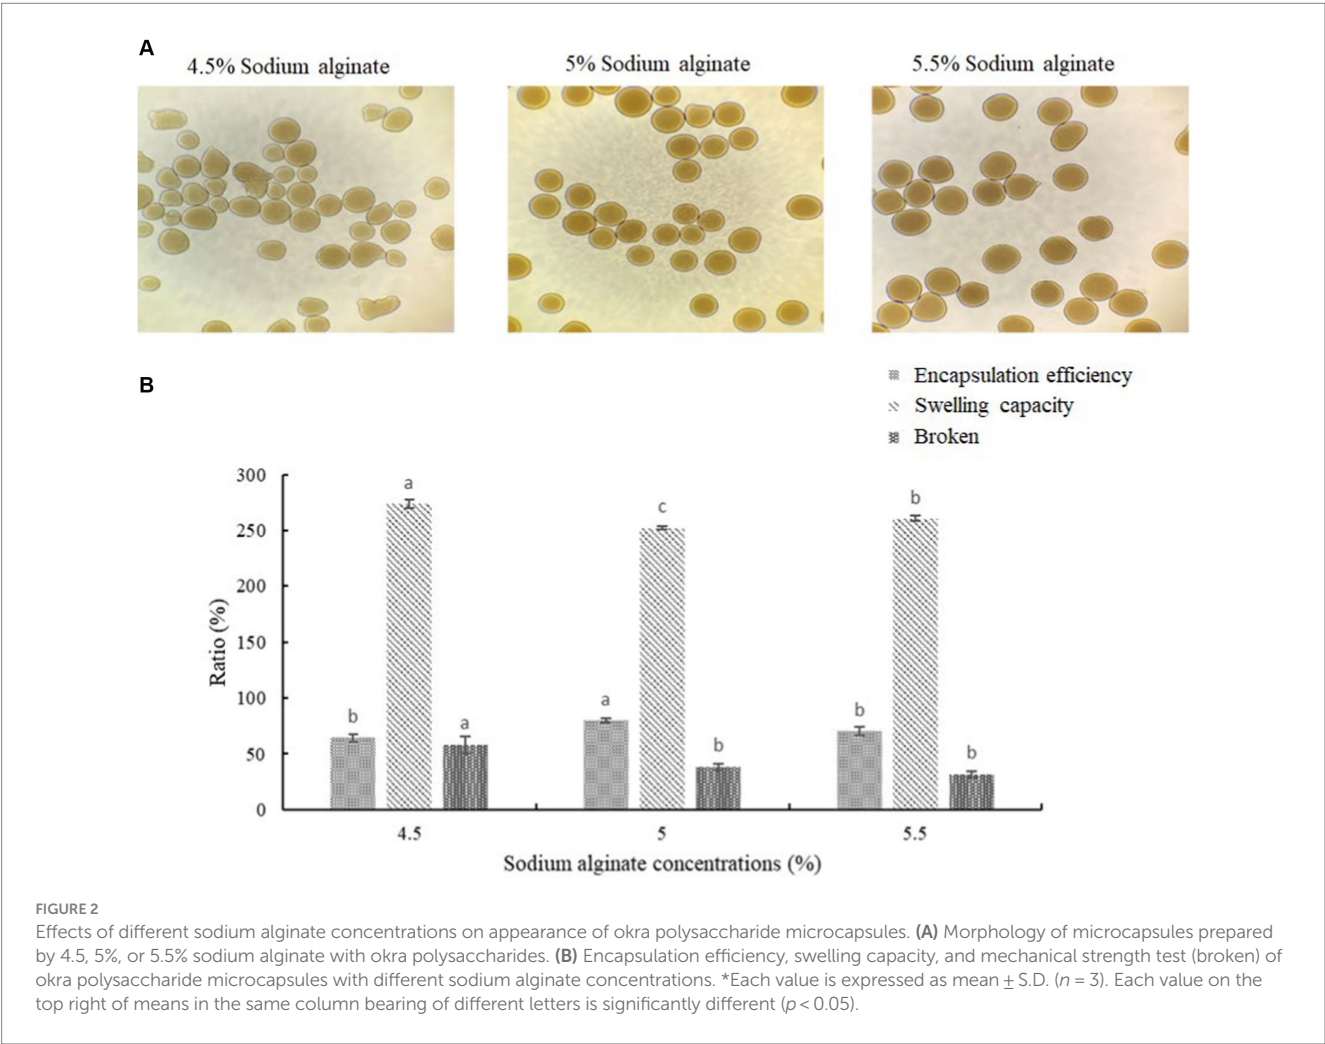 A
4.5% Sodium alginate
5% Sodium alginate
5.5% Sodium alginate
B
Encapsulation efficiency
Swelling capacity
Broken
300
250
200
150
100
50
0
Ratio (%)
b
a
a
a
c
b
b
b
b
4.5
5
5.5
Sodium alginate concentrations (%)
FIGURE 2
Effects of different sodium alginate concentrations on appearance of okra polysaccharide microcapsules. (A) Morphology of microcapsules prepared
by 4.5, 5%, or 5.5% sodium alginate with okra polysaccharides. (B) Encapsulation efficiency, swelling capacity, and mechanical strength test (broken) of
okra polysaccharide microcapsules with different sodium alginate concentrations. *Each value is expressed as mean ± S.D. (n = 3). Each value on the
top right of means in the same column bearing of different letters is significantly different (p < 0.05).